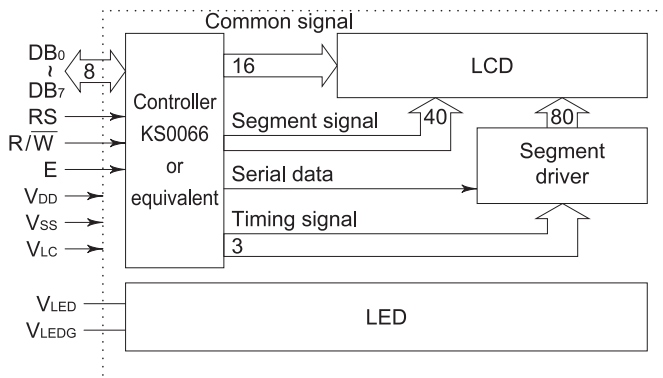 Common signal
DB0
~
DB7
8
16
LCD
Controller
KS0066
or
equivalent
RS
R/W̅
E
VDD
VSS
VLC
Segment signal
40
80
Segment
driver
Serial data
Timing signal
3
VLED
VLEDG
LED